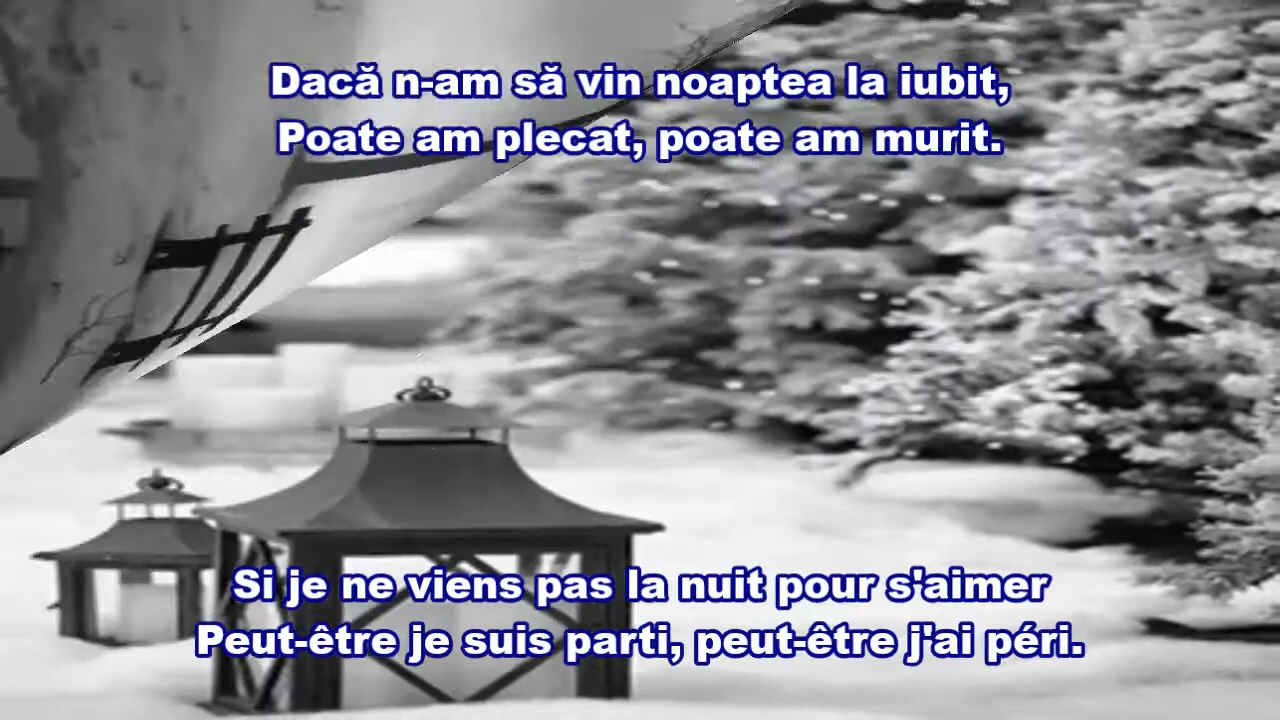 Dacă n-am să vin noaptea la iubit,
Poate am plecat, poate am murit.
Si je ne viens pas la nuit pour s'aimer
Peut-être je suis parti, peut-être j'ai péri.